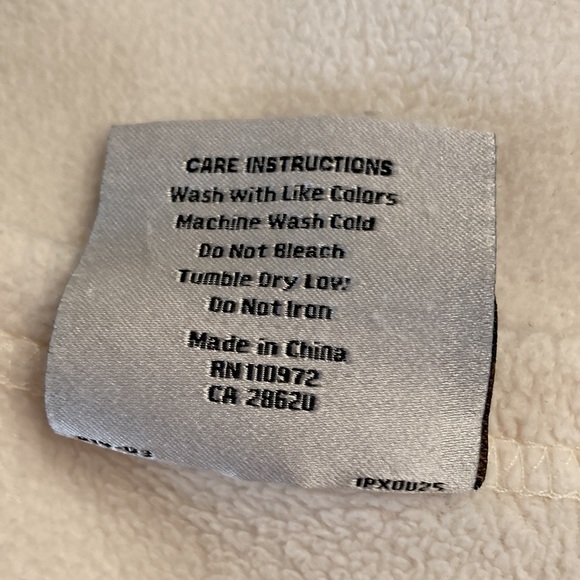 CARE INSTRUCTIONS
Wash with Like Colors
Machine Wash Cold
Do Not Bleach
Tumble Dry Low;
Do Not Iron
Made in China
RN 110972
CA 28620
IPX0025